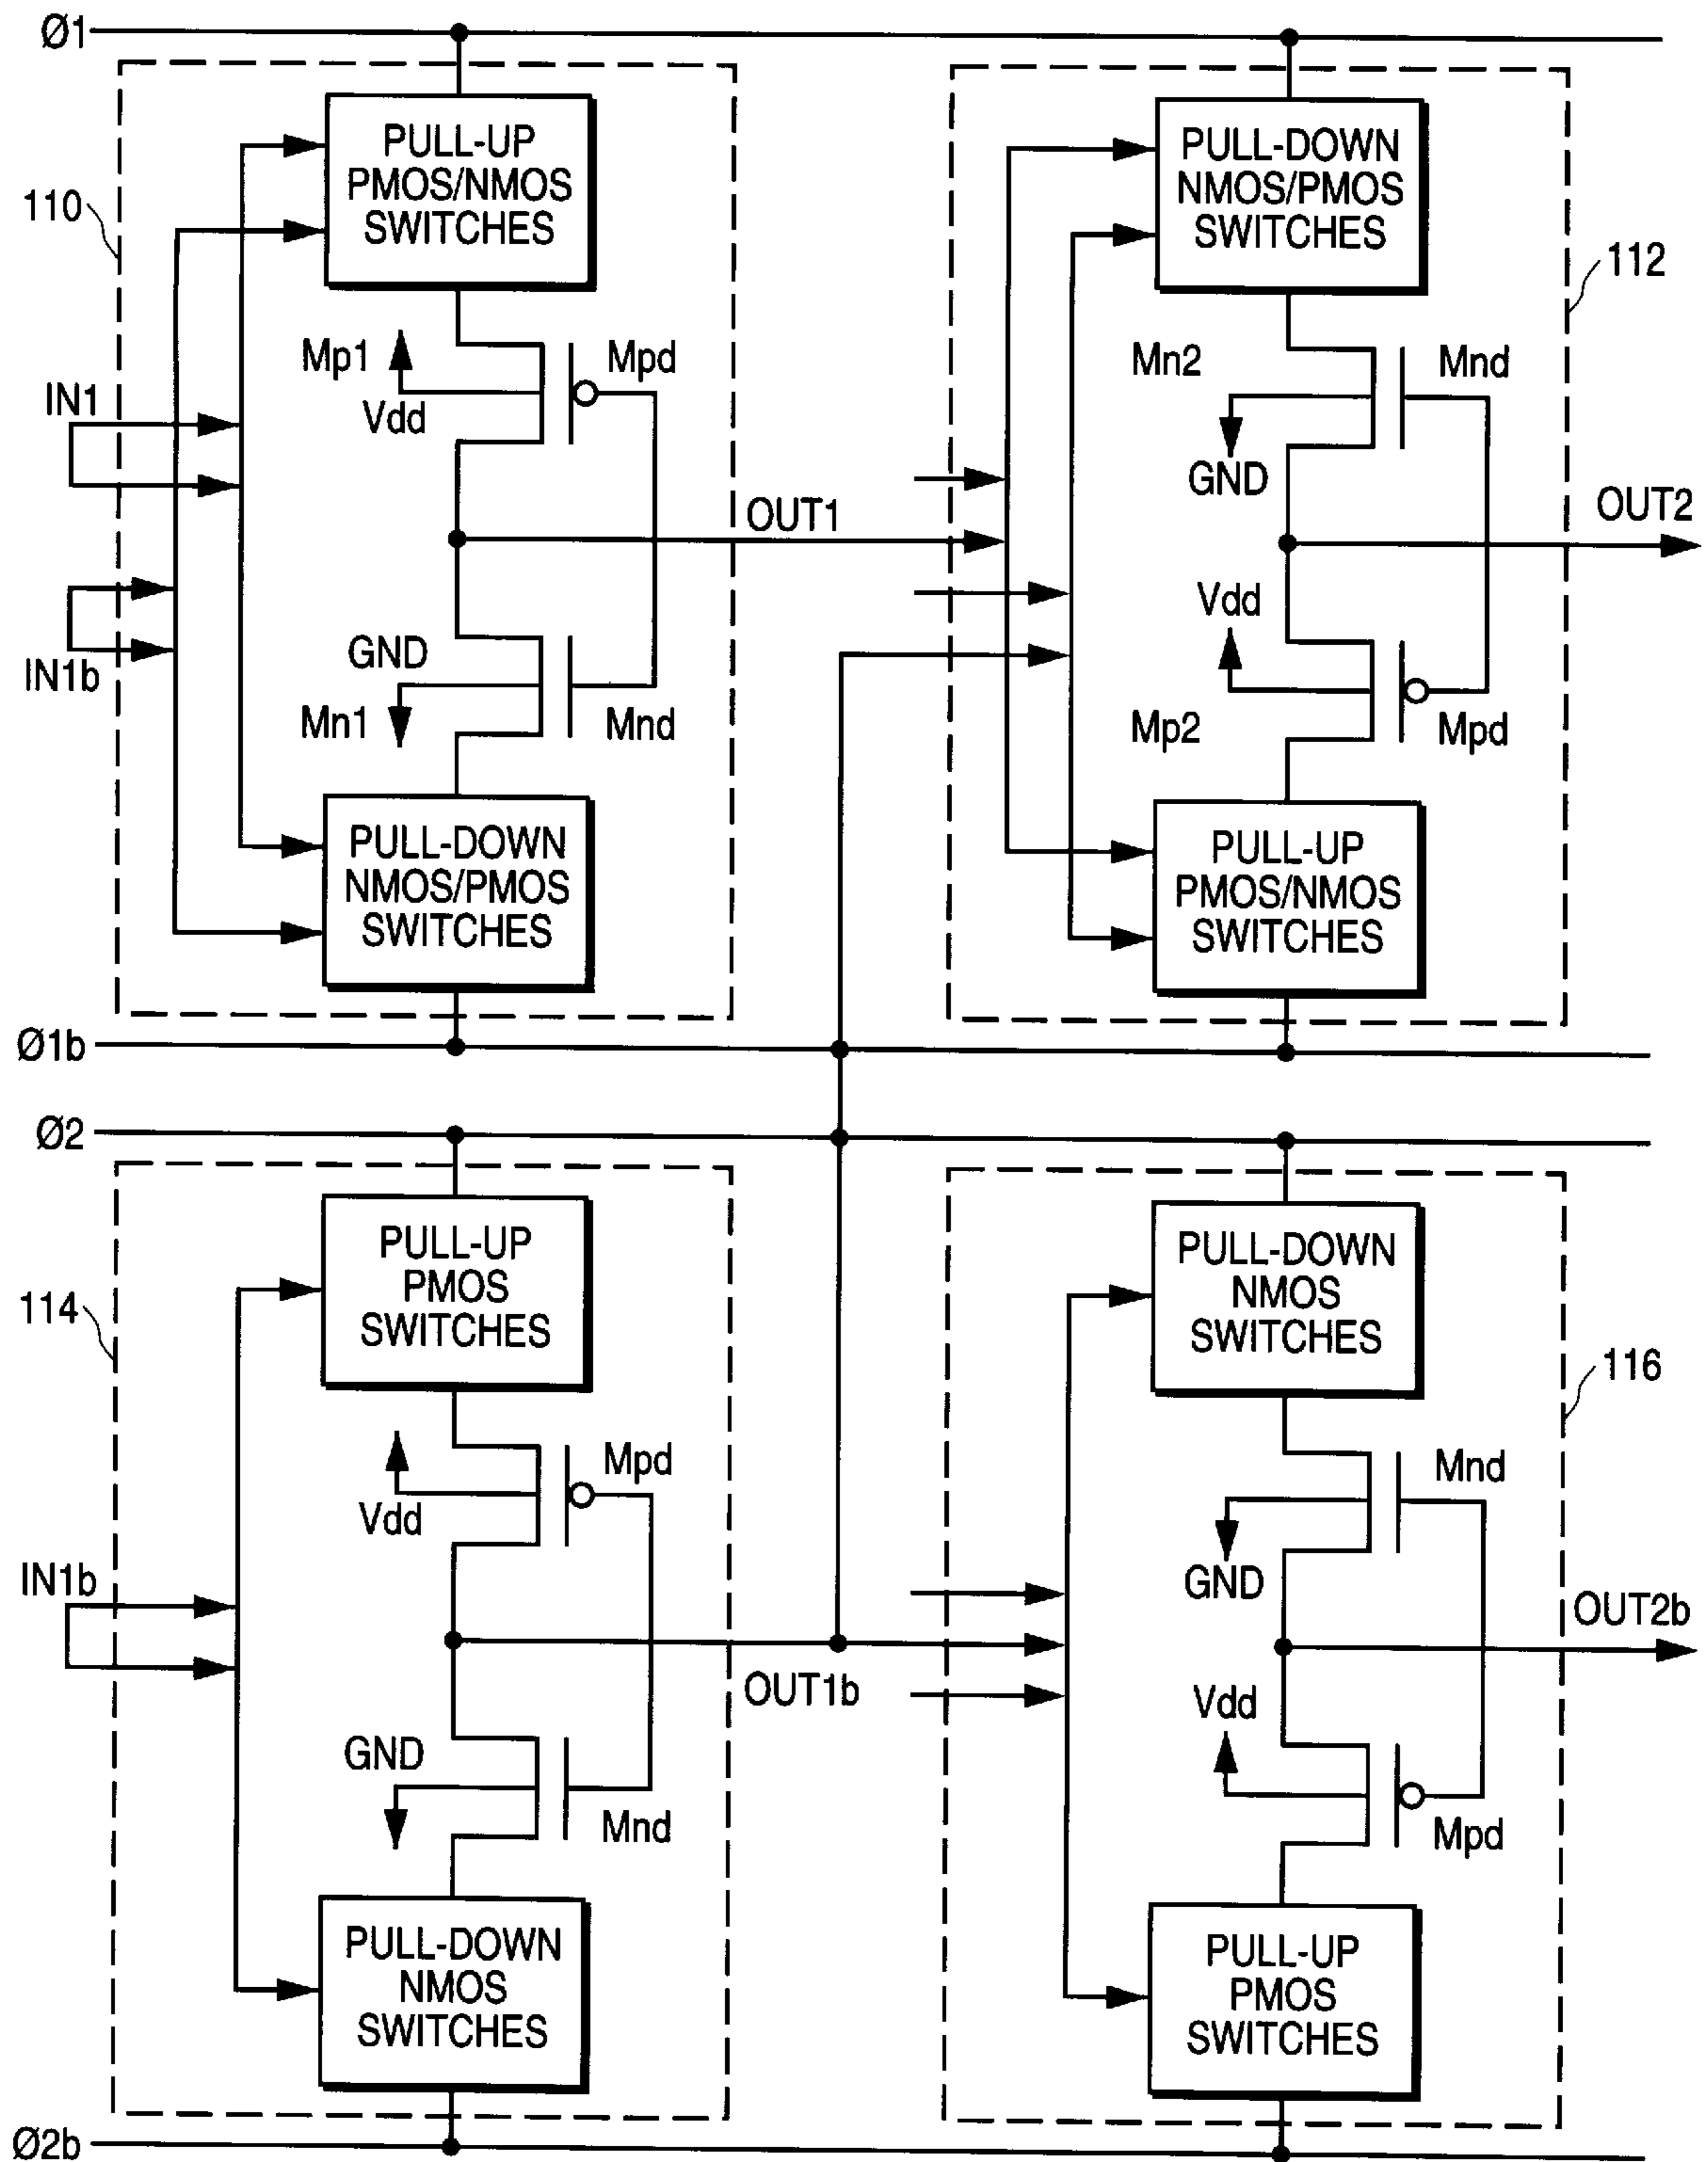 Ø1
PULL-UP
PMOS/NMOS
SWITCHES
PULL-DOWN
NMOS/PMOS
SWITCHES
110
112
Mp1
Mpd
Vdd
Mn2
Mnd
GND
IN1
OUT1
OUT2
IN1b
GND
Mn1
Mnd
Vdd
Mp2
Mpd
PULL-DOWN
NMOS/PMOS
SWITCHES
PULL-UP
PMOS/NMOS
SWITCHES
Ø1b
Ø2
PULL-UP
PMOS
SWITCHES
PULL-DOWN
NMOS
SWITCHES
114
116
Mpd
Vdd
Mnd
GND
IN1b
OUT1b
OUT2b
GND
Mnd
Vdd
Mpd
PULL-DOWN
NMOS
SWITCHES
PULL-UP
PMOS
SWITCHES
Ø2b